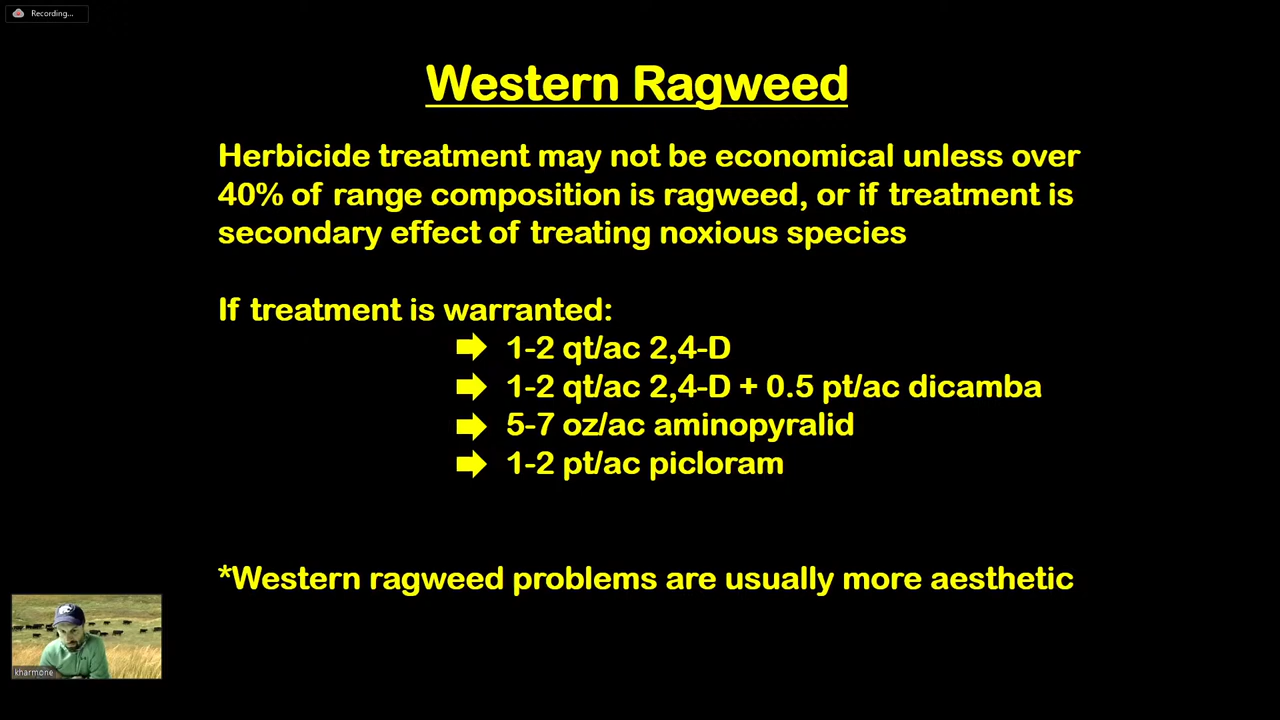 Recording...
Western Ragweed
Herbicide treatment may not be economical unless over
40% of range composition is ragweed, or if treatment is
secondary effect of treating noxious species
If treatment is warranted:
1-2 qt/ac 2,4-D
1-2 qt/ac 2,4-D + 0.5 pt/ac dicamba
5-7 oz/ac aminopyralid
1-2 pt/ac picloram
*Western ragweed problems are usually more aesthetic
kharmone